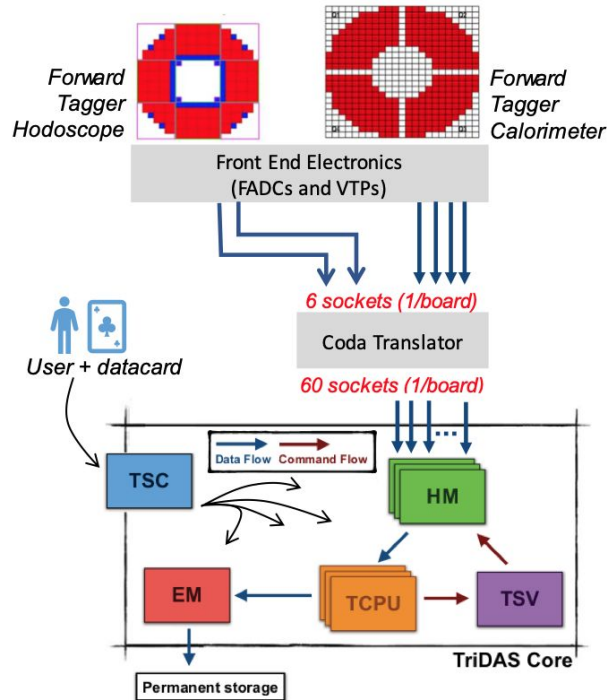 Forward
Tagger
Hodoscope
Forward
Tagger
Calorimeter
Front End Electronics
(FADCs and VTPs)
6 sockets (1/board)
Coda Translator
60 sockets (1/board)
User + datacard
Data Flow
Command Flow
TSC
HM
EM
TCPU
TSV
TriDAS Core
Permanent storage